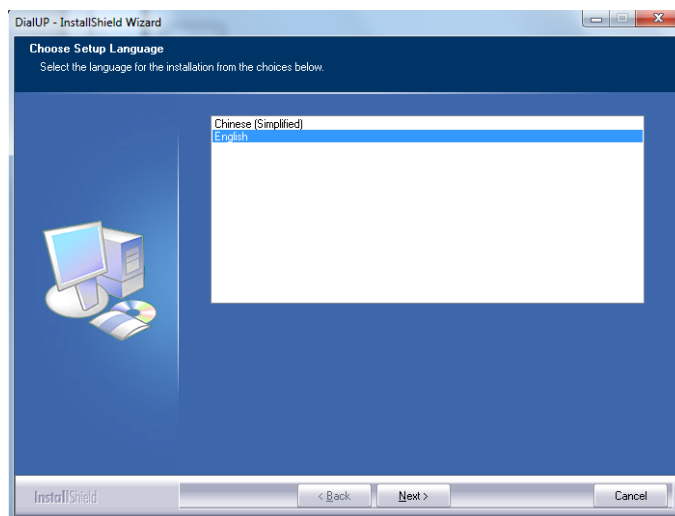 DialUP - InstallShield Wizard
Choose Setup Language
Select the language for the installation from the choices below.
Chinese (Simplified)
English
InstallShield
< Back
Next >
Cancel